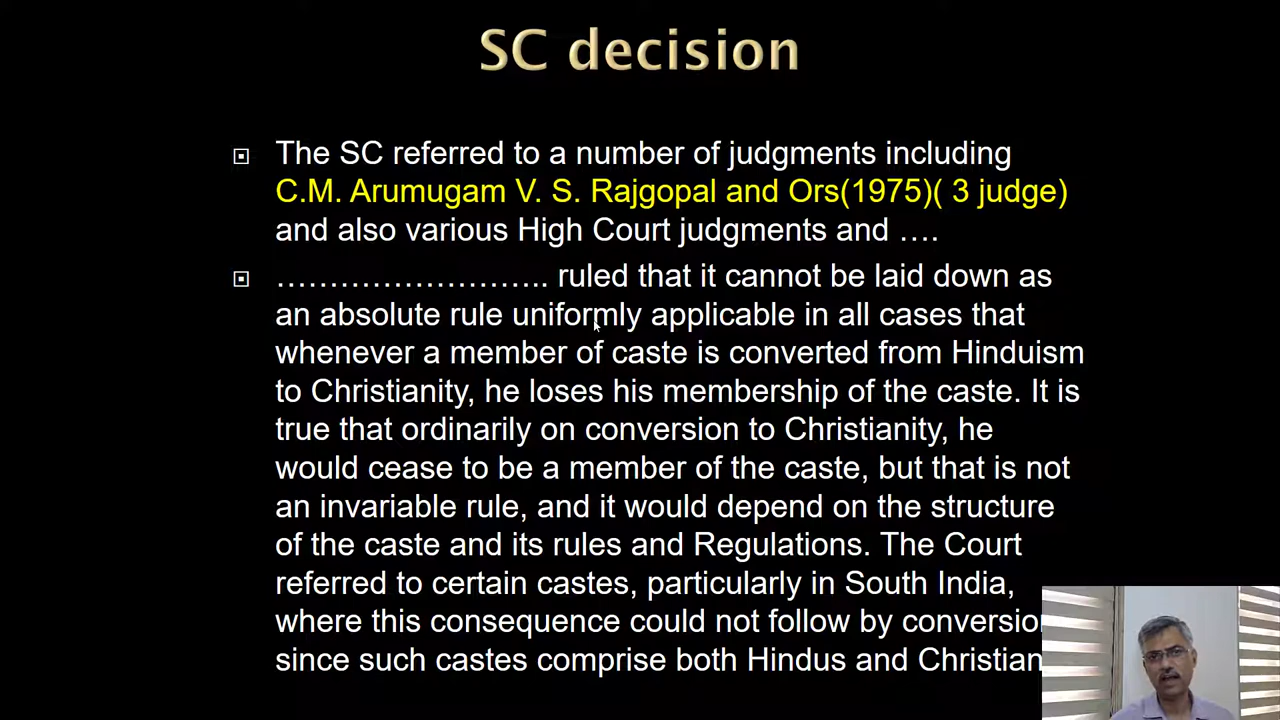 SC decision
The SC referred to a number of judgments including
C.M. Arumugam V. S. Rajgopal and Ors(1975)( 3 judge)
and also various High Court judgments and ….
……………………….. ruled that it cannot be laid down as
an absolute rule uniformly applicable in all cases that
whenever a member of caste is converted from Hinduism
to Christianity, he loses his membership of the caste. It is
true that ordinarily on conversion to Christianity, he
would cease to be a member of the caste, but that is not
an invariable rule, and it would depend on the structure
of the caste and its rules and Regulations. The Court
referred to certain castes, particularly in South India,
where this consequence could not follow by conversion
since such castes comprise both Hindus and Christian